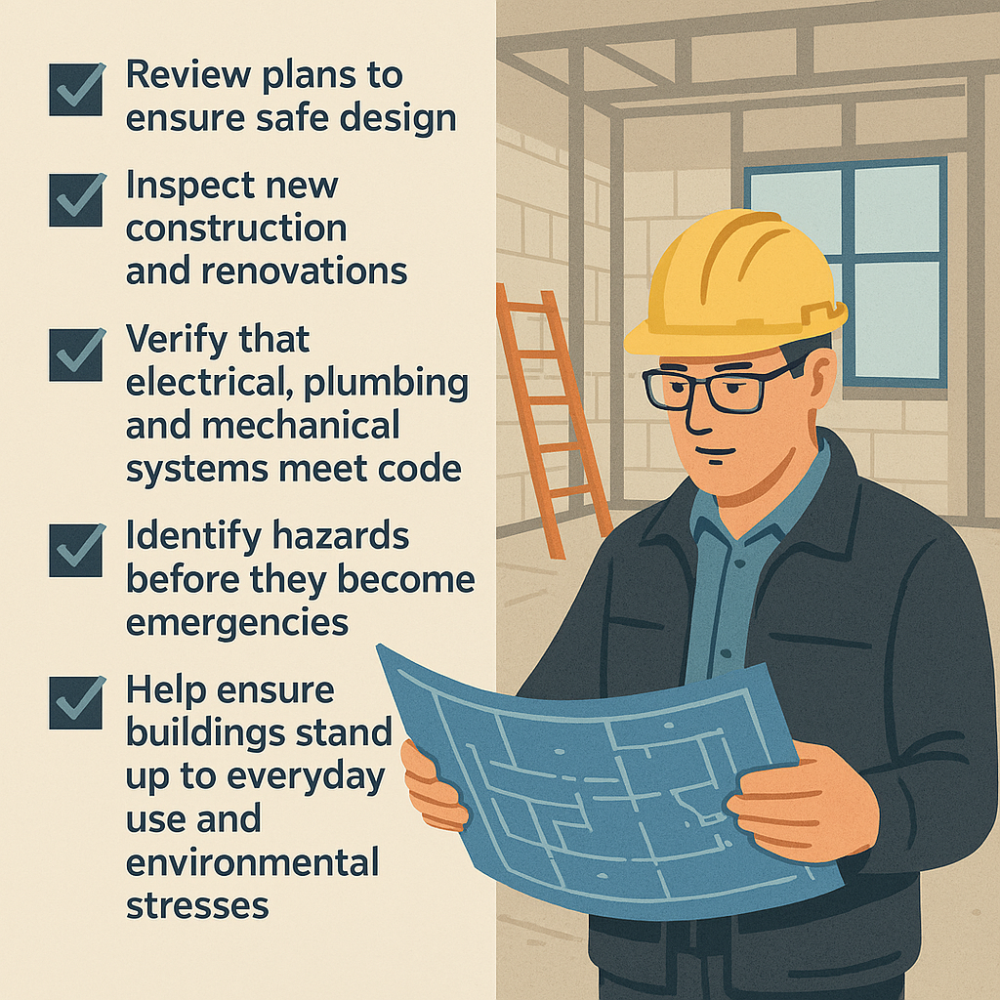 Review plans to
ensure safe design
Inspect new
construction
and renovations
Verify that
electrical, plumbing
and mechanical
systems meet code
Identify hazards
before they become
emergencies
Help ensure
buildings stand
up to everyday
use and
environmental
stresses